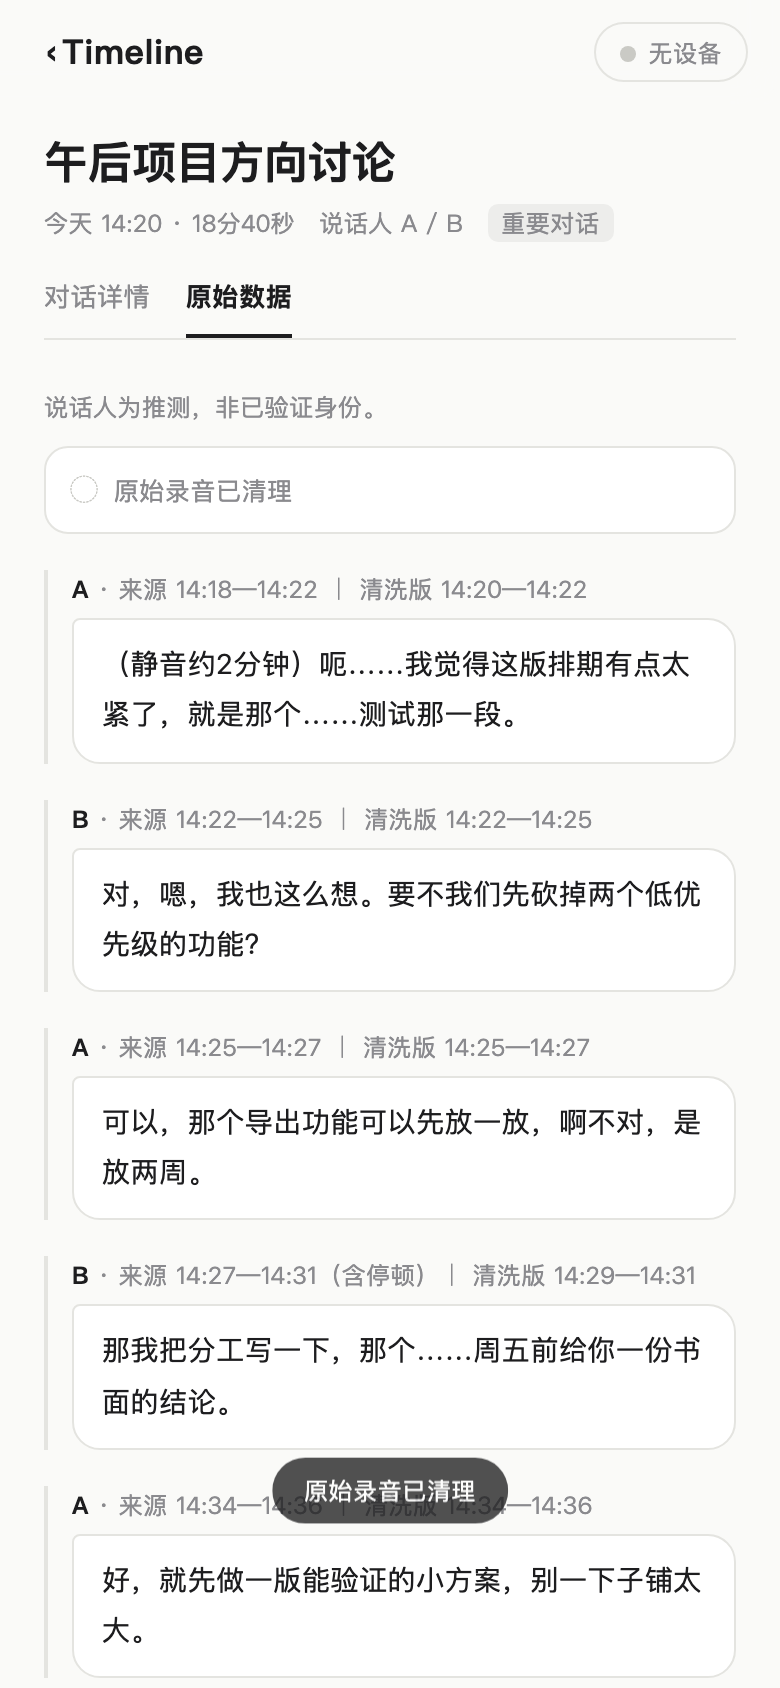 ‹ Timeline
无设备
午后项目方向讨论
今天 14:20 · 18分40秒 说话人 A / B 重要对话
对话详情 原始数据
说话人为推测，非已验证身份。
原始录音已清理
A · 来源 14:18—14:22 ｜ 清洗版 14:20—14:22
（静音约2分钟）呃……我觉得这版排期有点太
紧了，就是那个……测试那一段。
B · 来源 14:22—14:25 ｜ 清洗版 14:22—14:25
对，嗯，我也这么想。要不我们先砍掉两个低优
先级的功能?
A · 来源 14:25—14:27 ｜ 清洗版 14:25—14:27
可以，那个导出功能可以先放一放，啊不对，是
放两周。
B · 来源 14:27—14:31（含停顿） ｜ 清洗版 14:29—14:31
那我把分工写一下，那个……周五前给你一份书
面的结论。
原始录音已清理
A · 来源 14:34—14:36 ｜ 清洗版 14:34—14:36
好，就先做一版能验证的小方案，别一下子铺太
大。